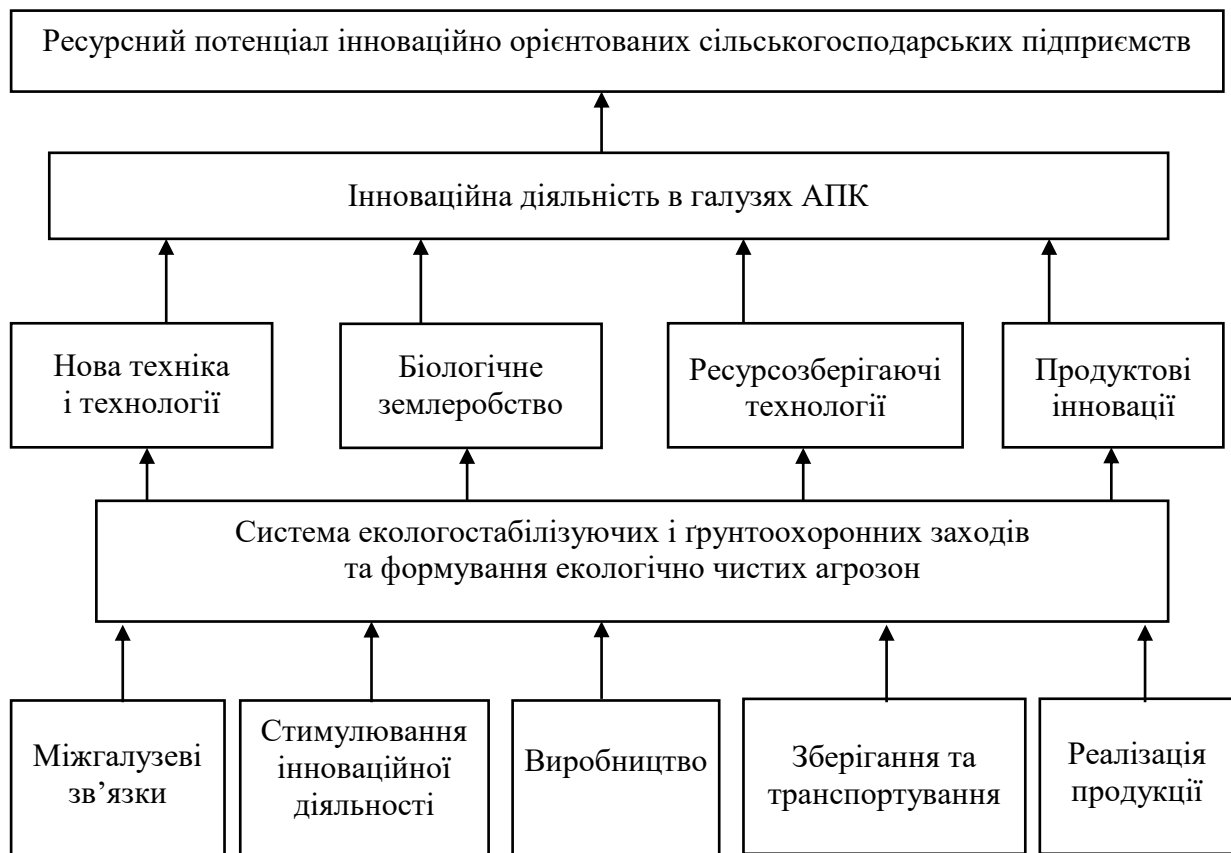 Ресурсний потенціал інноваційно орієнтованих сільськогосподарських підприємств
Інноваційна діяльність в галузях АПК
Нова техніка
і технології
Біологічне
землеробство
Ресурсозберігаючі
технології
Продуктові
інновації
Система екологостабілізуючих і ґрунтоохоронних заходів
та формування екологічно чистих агрозон
Міжгалузеві
зв’язки
Стимулювання
інноваційної
діяльності
Виробництво
Зберігання та
транспортування
Реалізація
продукції